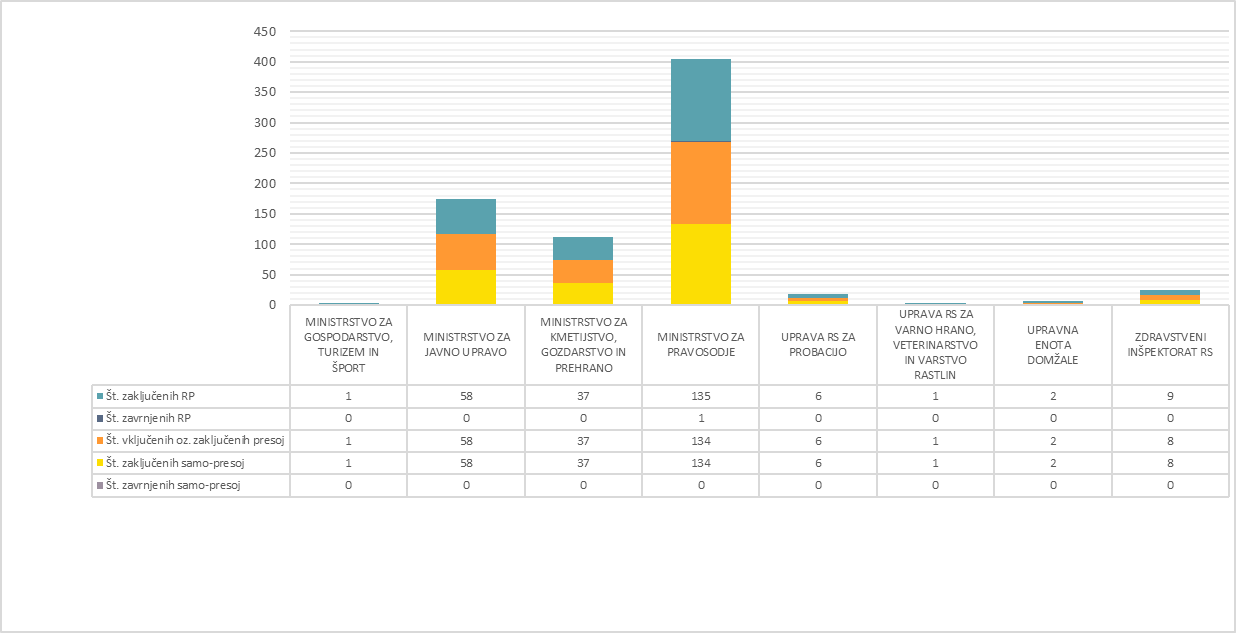 450
400
350
300
250
200
150
100
50
0
MINISTRSTVO ZA
GOSPODARSTVO,
TURIZEM IN
ŠPORT
MINISTRSTVO ZA
JAVNO UPRAVO
MINISTRSTVO ZA
KMETIJSTVO,
GOZDARSTVO IN
PREHRANO
MINISTRSTVO ZA
PRAVOSODJE
UPRAVA RS ZA
PROBACIJO
UPRAVA RS ZA
VARNO HRANO,
VETERINARSTVO
IN VARSTVO
RASTLIN
UPRAVNA
ENOTA
DOMŽALE
ZDRAVSTVENI
INŠPEKTORAT RS
Št. zaključenih RP 1 58 37 135 6 1 2 9
Št. zavrnjenih RP 0 0 0 1 0 0 0 0
Št. vključenih oz. zaključenih presoj 1 58 37 134 6 1 2 8
Št. zaključenih samo-presoj 1 58 37 134 6 1 2 8
Št. zavrnjenih samo-presoj 0 0 0 0 0 0 0 0